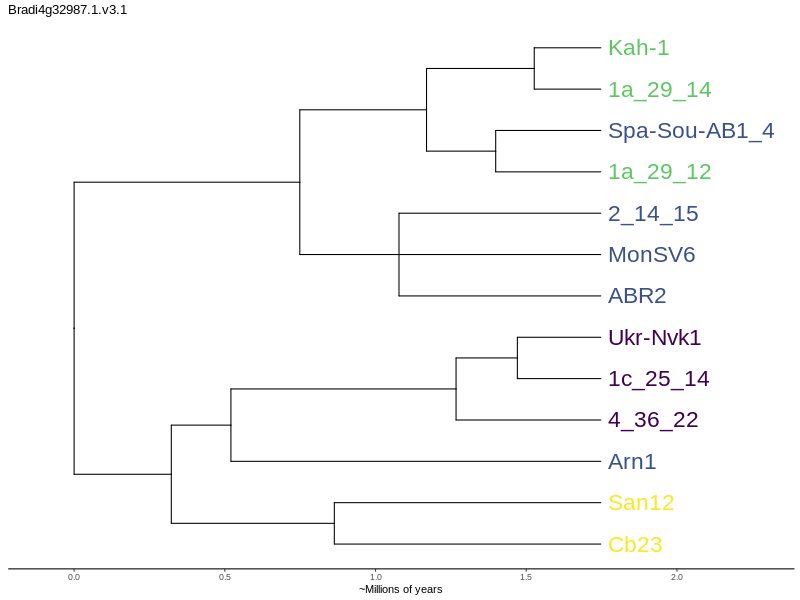 Bradi4g32987.1.v3.1
Kah-1
1a_29_14
Spa-Sou-AB1_4
1a_29_12
2_14_15
MonSV6
ABR2
Ukr-Nvk1
1c_25_14
4_36_22
Arn1
San12
Cb23
0.0 0.5 1.0 1.5 2.0
~Millions of years